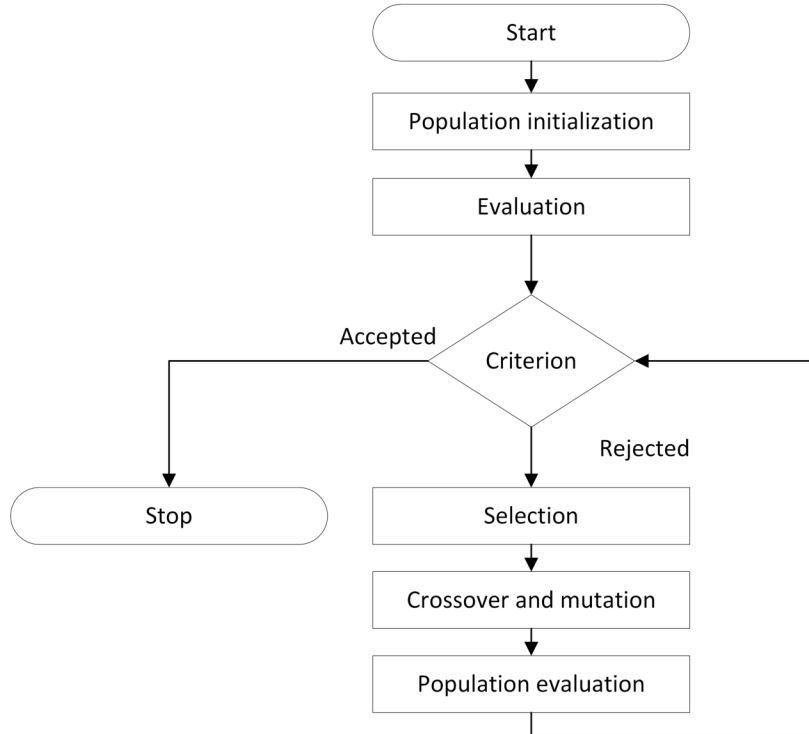 Start
Population initialization
Evaluation
Accepted
Criterion
Rejected
Stop
Selection
Crossover and mutation
Population evaluation